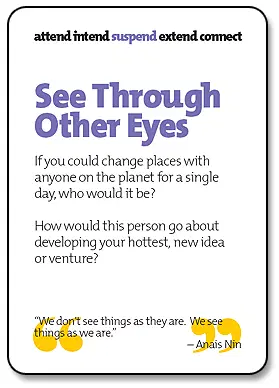 attend intend suspend extend connect
See Through
Other Eyes
If you could change places with
anyone on the planet for a single
day, who would it be?
How would this person go about
developing your hottest, new idea
or venture?
“We don't see things as they are. We see
things as we are.”
– Anais Nin